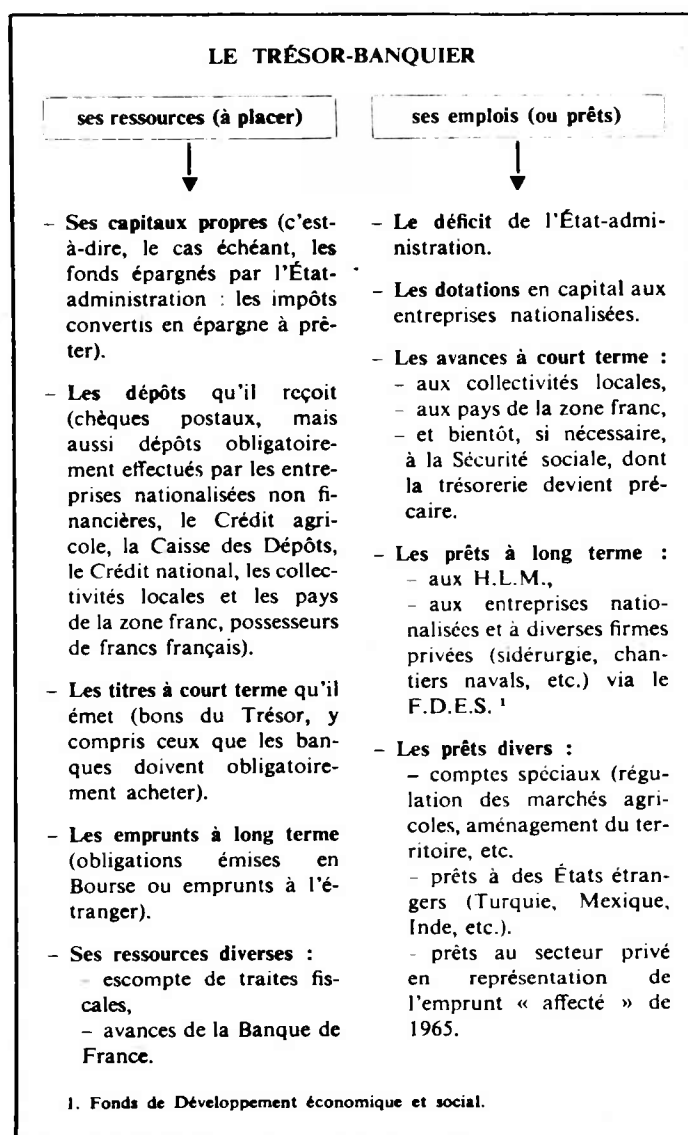 LE TRÉSOR-BANQUIER
ses ressources (à placer)
– Ses capitaux propres (c'est-
à-dire, le cas échéant, les
fonds épargnés par l'État-
administration : les impôts
convertis en épargne à prê-
ter).
– Les dépôts qu'il reçoit
(chèques postaux, mais
aussi dépôts obligatoire-
ment effectués par les entre-
prises nationalisées non fi-
nancières, le Crédit agri-
cole, la Caisse des Dépôts,
le Crédit national, les collec-
tivités locales et les pays
de la zone franc, possesseurs
de francs français).
– Les titres à court terme qu'il
émet (bons du Trésor, y
compris ceux que les ban-
ques doivent obligatoire-
ment acheter).
– Les emprunts à long terme
(obligations émises en
Bourse ou emprunts à l'é-
tranger).
– Ses ressources diverses :
– escompte de traites fis-
cales,
– avances de la Banque de
France.
ses emplois (ou prêts)
– Le déficit de l'État-admi-
nistration.
– Les dotations en capital aux
entreprises nationalisées.
– Les avances à court terme :
– aux collectivités locales,
– aux pays de la zone franc,
– et bientôt, si nécessaire,
à la Sécurité sociale, dont
la trésorerie devient pré-
caire.
– Les prêts à long terme :
– aux H.L.M.,
– aux entreprises natio-
nalisées et à diverses firmes
privées (sidérurgie, chan-
tiers navals, etc.) via le
F.D.E.S. ¹
– Les prêts divers :
– comptes spéciaux (régu-
lation des marchés agri-
coles, aménagement du ter-
ritoire, etc.
– prêts à des États étran-
gers (Turquie, Mexique,
Inde, etc.).
– prêts au secteur privé
en représentation de
l'emprunt « affecté » de
1965.
1. Fonds de Développement économique et social.